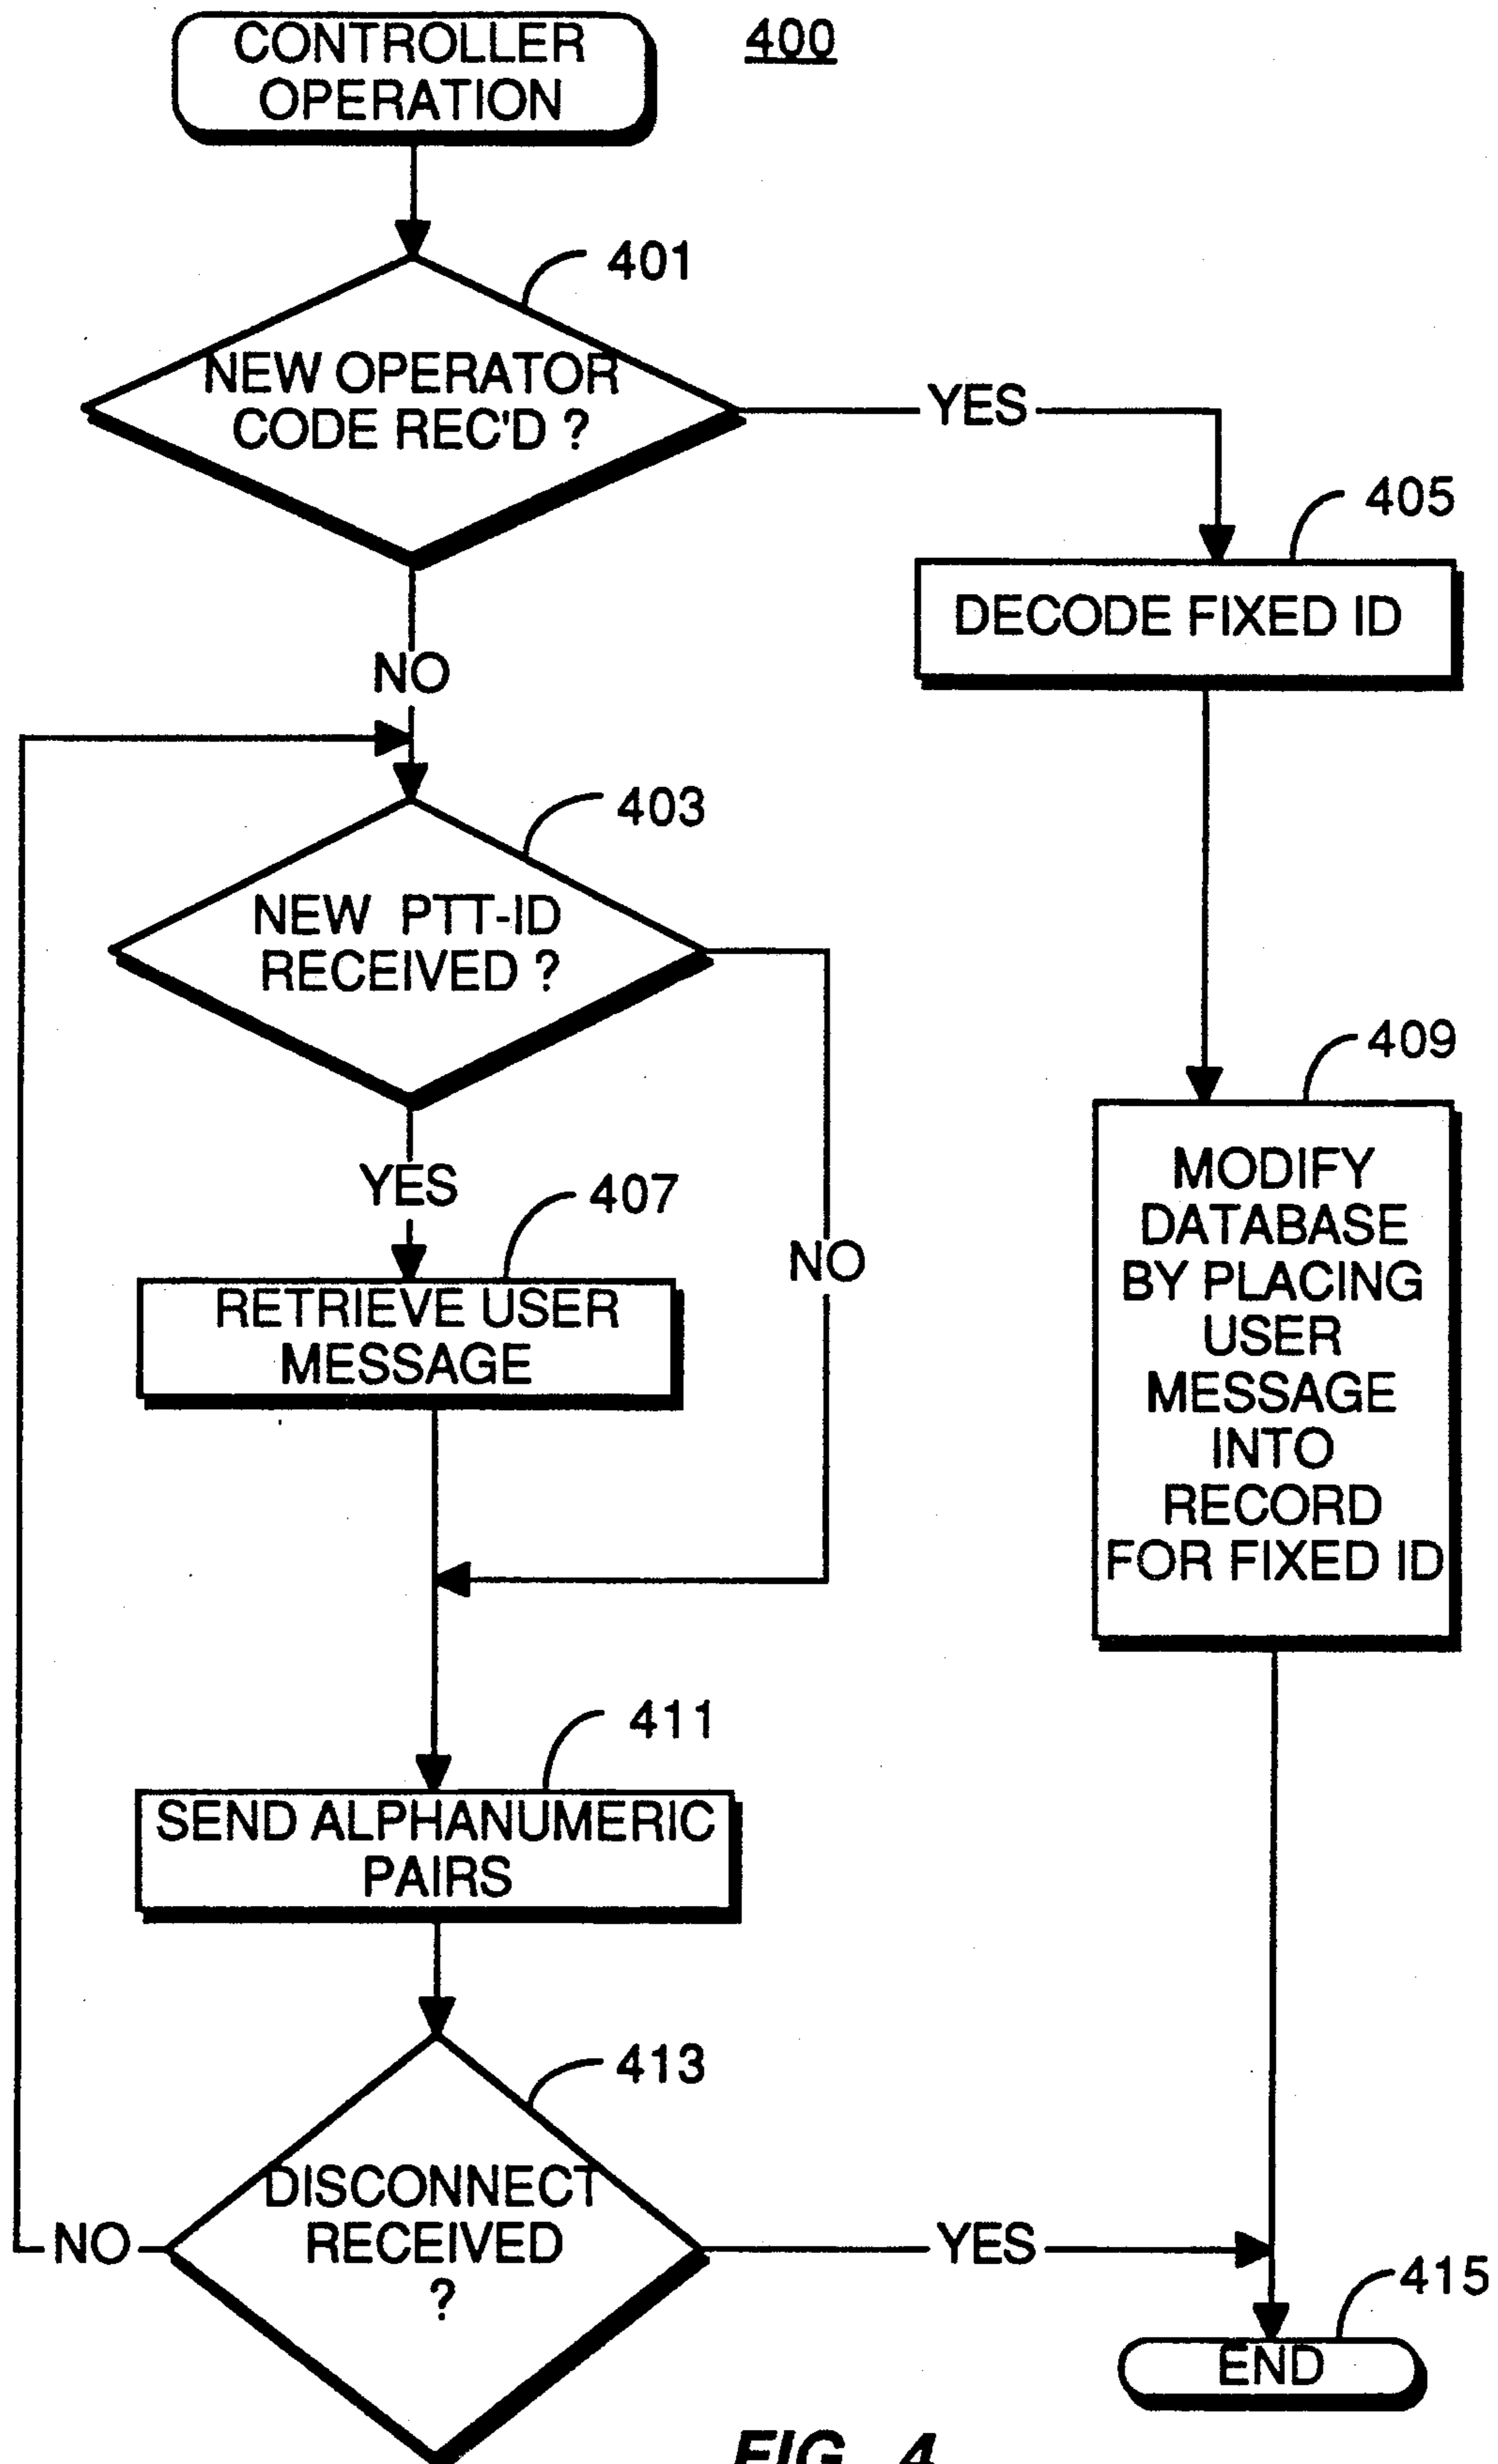 CONTROLLER
OPERATION
400
401
NEW OPERATOR
CODE REC'D ?
YES
405
DECODE FIXED ID
NO
403
NEW PTT-ID
RECEIVED ?
409
MODIFY
DATABASE
BY PLACING
USER
MESSAGE
INTO
RECORD
FOR FIXED ID
YES
407
NO
RETRIEVE USER
MESSAGE
411
SEND ALPHANUMERIC
PAIRS
413
DISCONNECT
RECEIVED
?
NO
YES
415
END
FIG. 4